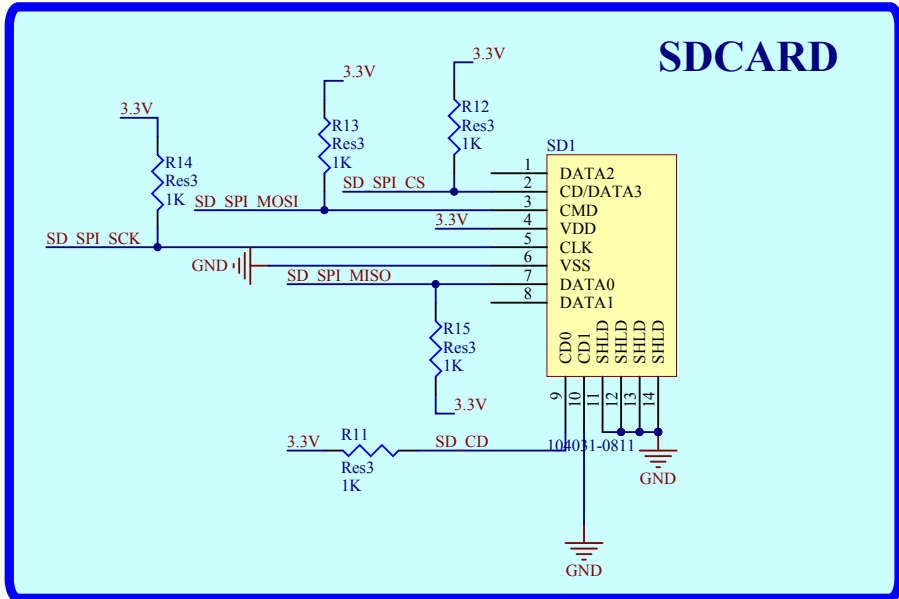 SDCARD
3.3V
3.3V
3.3V
R12
Res3
1K
R13
Res3
1K
R14
Res3
1K
SD1
SD_SPI_CS
SD_SPI_MOSI
3.3V
SD_SPI_SCK
GND
SD_SPI_MISO
1 DATA2
2 CD/DATA3
3 CMD
4 VDD
5 CLK
6 VSS
7 DATA0
8 DATA1
CD0
CD1
SHLD
SHLD
SHLD
SHLD
9
10
11
12
13
14
R15
Res3
1K
3.3V
3.3V
R11
Res3
1K
SD_CD
104031-0811
GND
GND